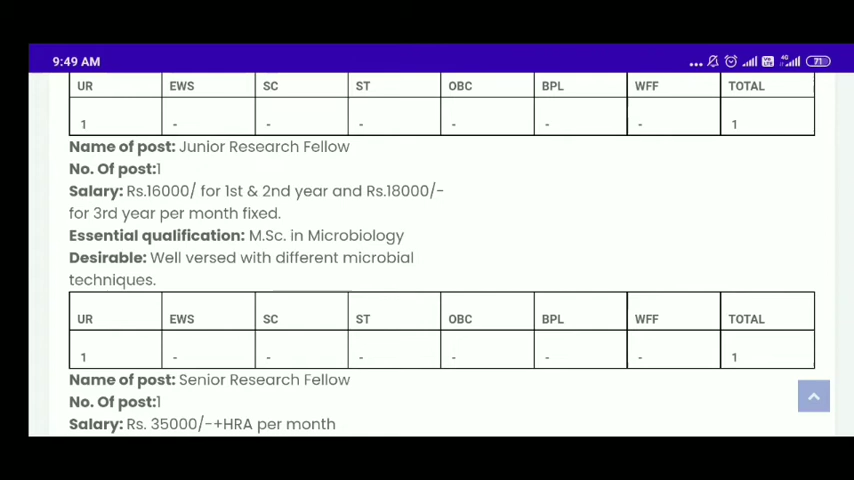 9:49 AM ... 4G 71
UR EWS SC ST OBC BPL WFF TOTAL
1 - - - - - - 1
Name of post: Junior Research Fellow
No. Of post:1
Salary: Rs.16000/ for 1st & 2nd year and Rs.18000/-
for 3rd year per month fixed.
Essential qualification: M.Sc. in Microbiology
Desirable: Well versed with different microbial
techniques.
UR EWS SC ST OBC BPL WFF TOTAL
1 - - - - - - 1
Name of post: Senior Research Fellow
No. Of post:1
Salary: Rs. 35000/-+HRA per month